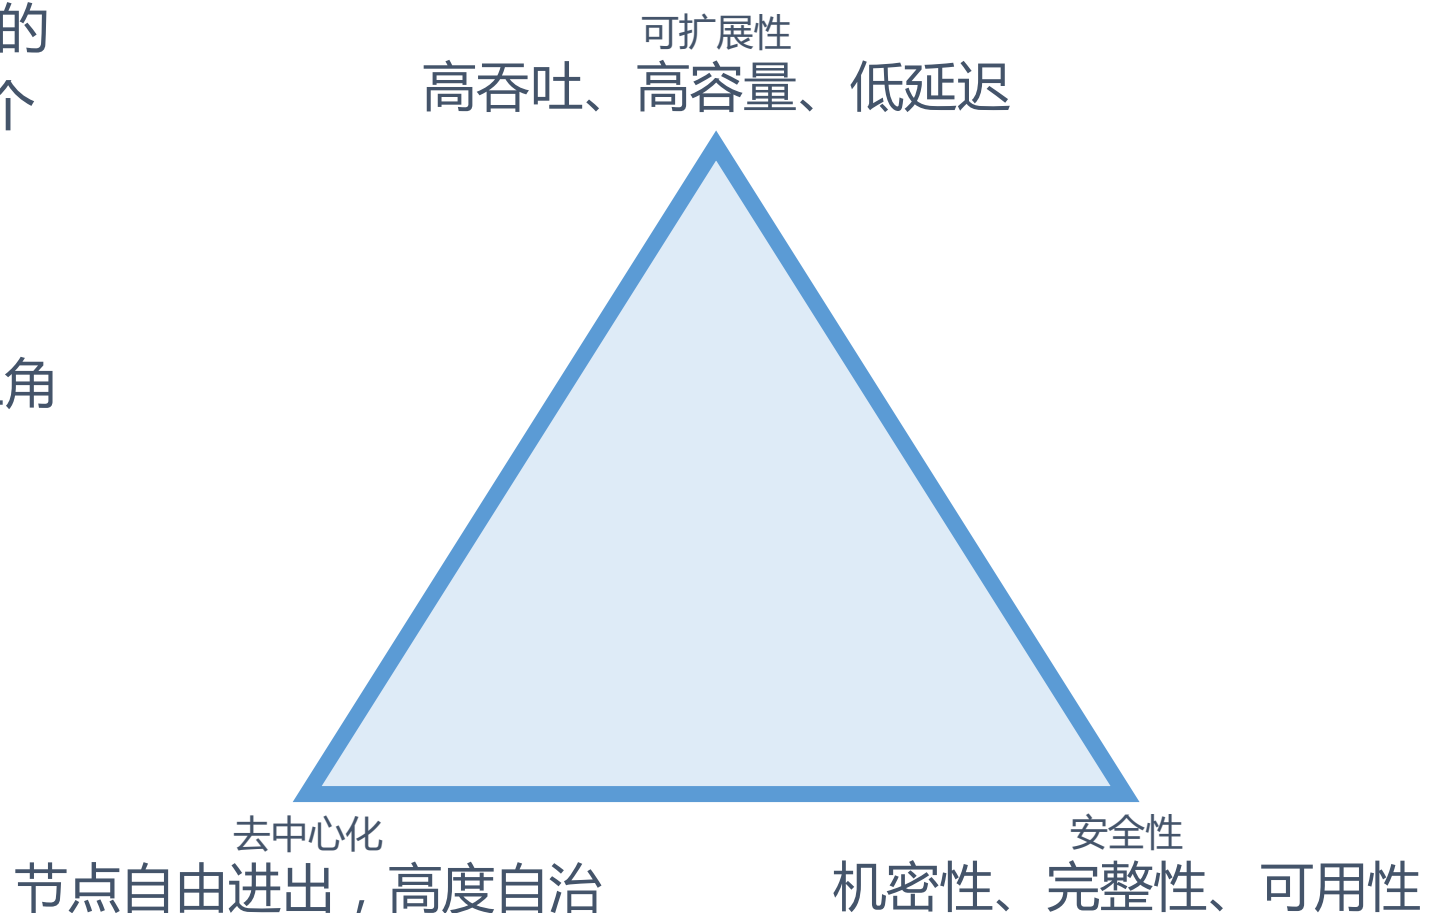 的
个
角
可扩展性
高吞吐、高容量、低延迟
去中心化
节点自由进出，高度自治
安全性
机密性、完整性、可用性